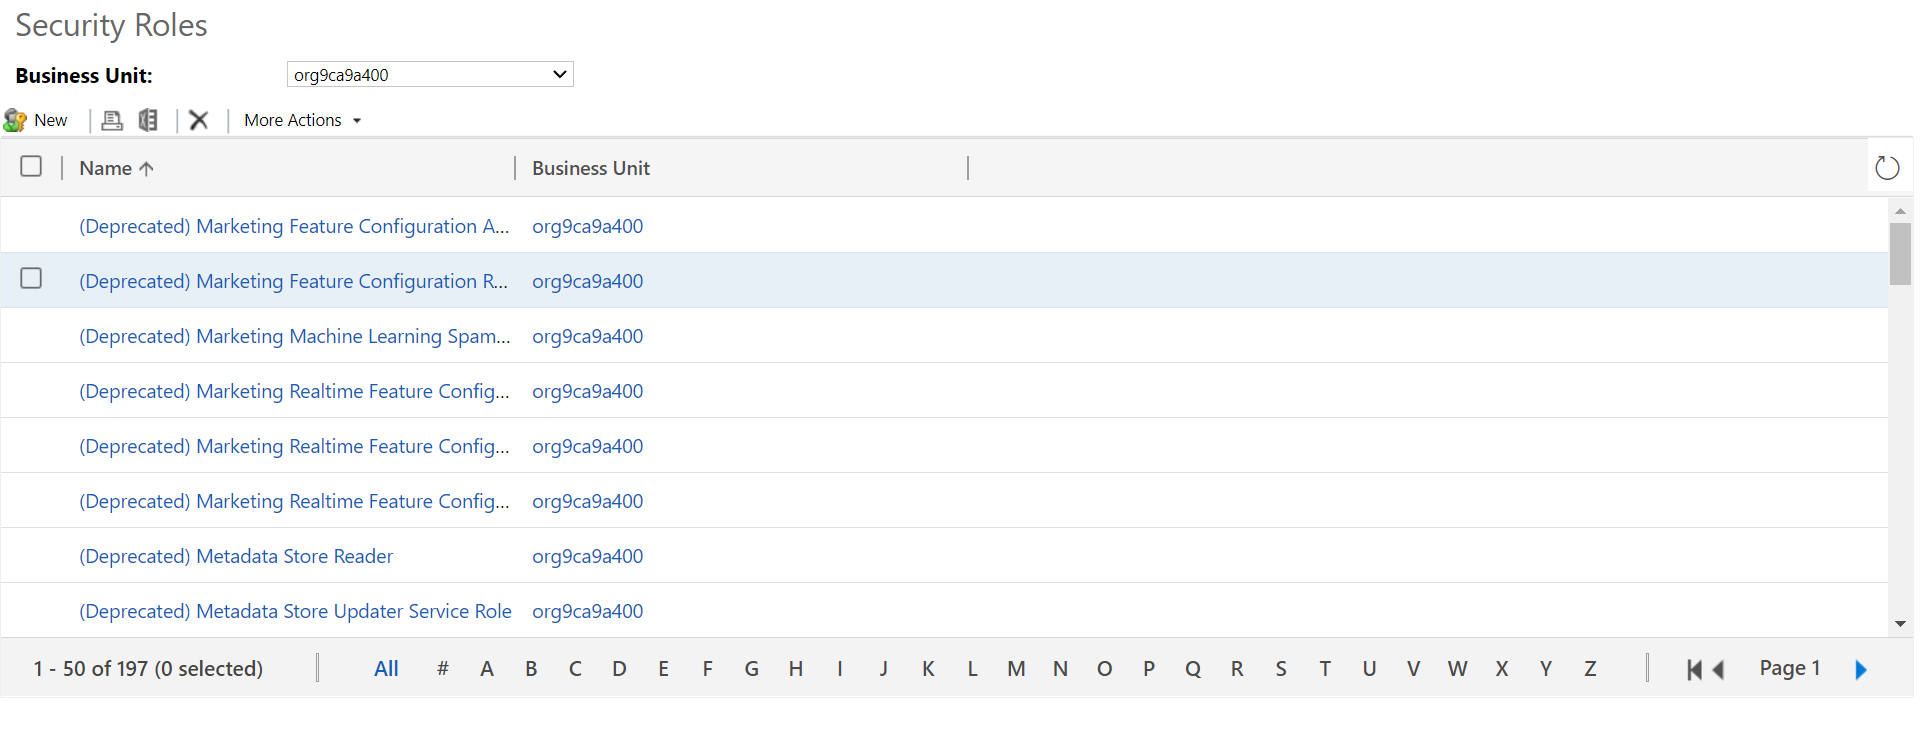 Security Roles
Business Unit: org9ca9a400
New More Actions
Name Business Unit
(Deprecated) Marketing Feature Configuration A... org9ca9a400
(Deprecated) Marketing Feature Configuration R... org9ca9a400
(Deprecated) Marketing Machine Learning Spam... org9ca9a400
(Deprecated) Marketing Realtime Feature Config... org9ca9a400
(Deprecated) Marketing Realtime Feature Config... org9ca9a400
(Deprecated) Marketing Realtime Feature Config... org9ca9a400
(Deprecated) Metadata Store Reader org9ca9a400
(Deprecated) Metadata Store Updater Service Role org9ca9a400
1 - 50 of 197 (0 selected) All # A B C D E F G H I J K L M N O P Q R S T U V W X Y Z Page 1